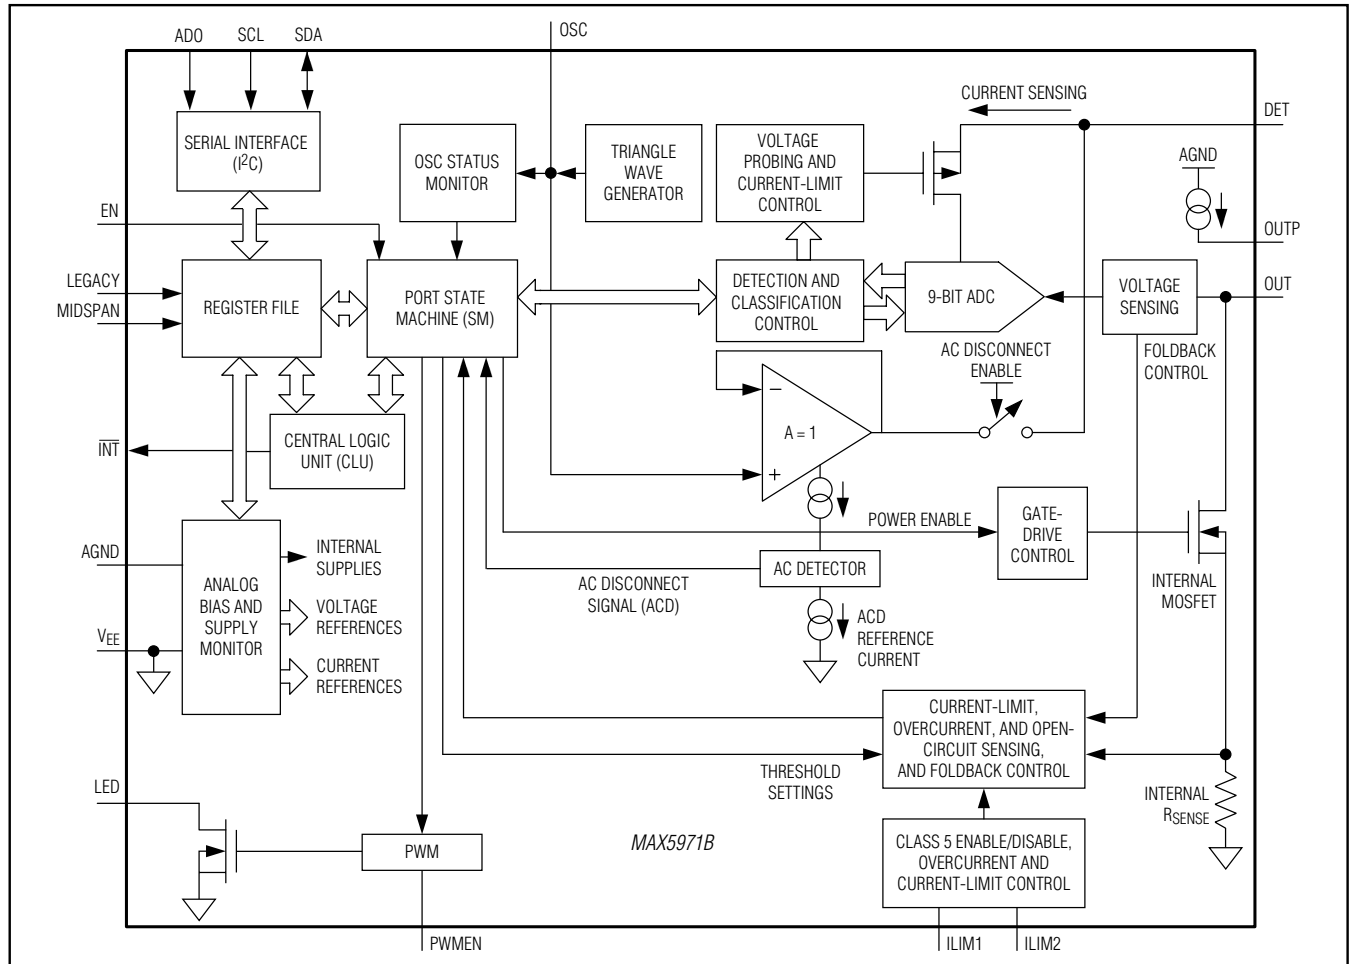 OSC
AD0 SCL SDA
CURRENT SENSING
DET
SERIAL INTERFACE
(I2C)
OSC STATUS
MONITOR
TRIANGLE
WAVE
GENERATOR
VOLTAGE
PROBING AND
CURRENT-LIMIT
CONTROL
AGND
OUTP
EN
LEGACY
MIDSPAN
REGISTER FILE
PORT STATE
MACHINE (SM)
DETECTION AND
CLASSIFICATION
CONTROL
9-BIT ADC
VOLTAGE
SENSING
OUT
FOLDBACK
CONTROL
AC DISCONNECT
ENABLE
−
A = 1
+
INT
CENTRAL LOGIC
UNIT (CLU)
POWER ENABLE
GATE-
DRIVE
CONTROL
INTERNAL
MOSFET
AGND
VEE
ANALOG
BIAS AND
SUPPLY
MONITOR
INTERNAL
SUPPLIES
VOLTAGE
REFERENCES
CURRENT
REFERENCES
AC DISCONNECT
SIGNAL (ACD)
AC DETECTOR
ACD
REFERENCE
CURRENT
CURRENT-LIMIT,
OVERCURRENT, AND OPEN-
CIRCUIT SENSING,
AND FOLDBACK CONTROL
THRESHOLD
SETTINGS
INTERNAL
RSENSE
LED
PWM
MAX5971B
CLASS 5 ENABLE/DISABLE,
OVERCURRENT AND
CURRENT-LIMIT CONTROL
PWMEN
ILIM1 ILIM2